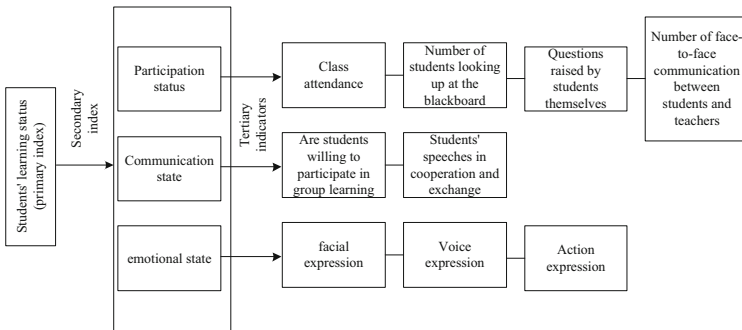 Students' learning status
(primary index)
Secondary
index
Participation
status
Communication
state
emotional state
Tertiary
indicators
Class
attendance
Number of
students looking
up at the
blackboard
Questions
raised by
students
themselves
Number of face-
to-face
communication
between
students and
teachers
Are students
willing to
participate in
group learning
Students'
speeches in
cooperation and
exchange
facial
expression
Voice
expression
Action
expression